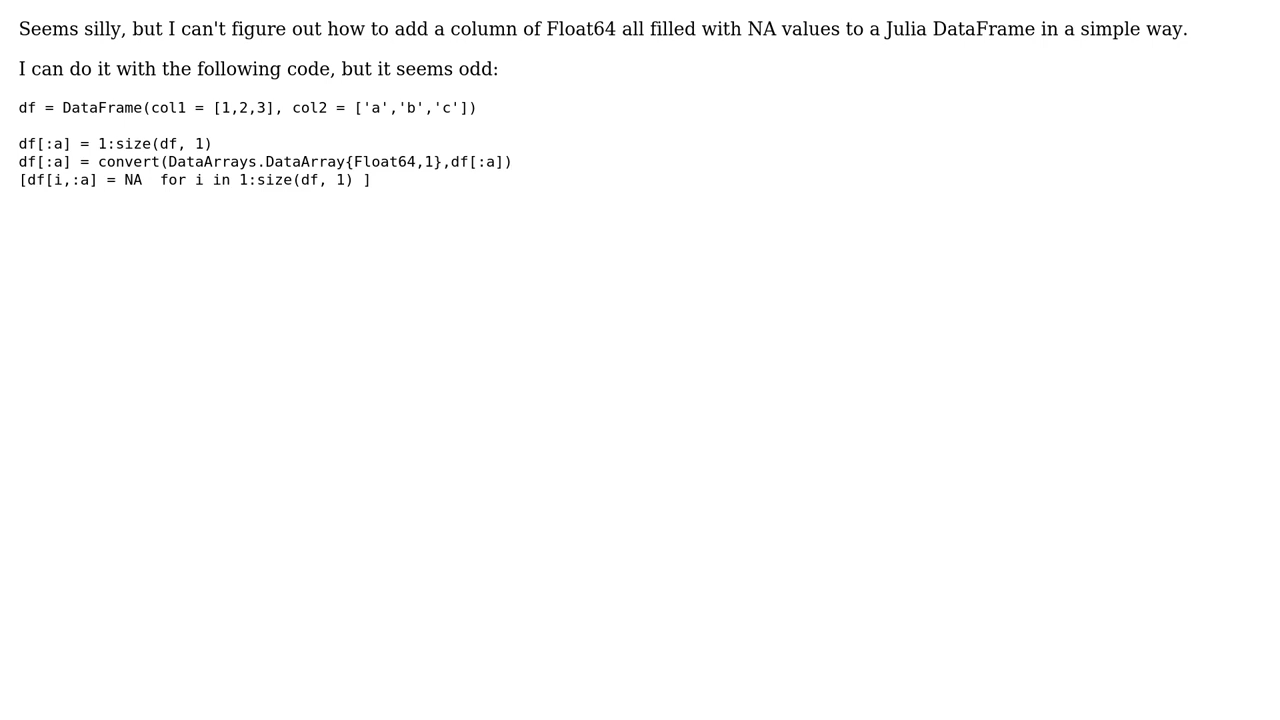 Seems silly, but I can't figure out how to add a column of Float64 all filled with NA values to a Julia DataFrame in a simple way.
I can do it with the following code, but it seems odd:
df = DataFrame(col1 = [1,2,3], col2 = ['a','b','c'])
df[:a] = 1:size(df, 1)
df[:a] = convert(DataArrays.DataArray{Float64,1},df[:a])
[df[i,:a] = NA  for i in 1:size(df, 1) ]